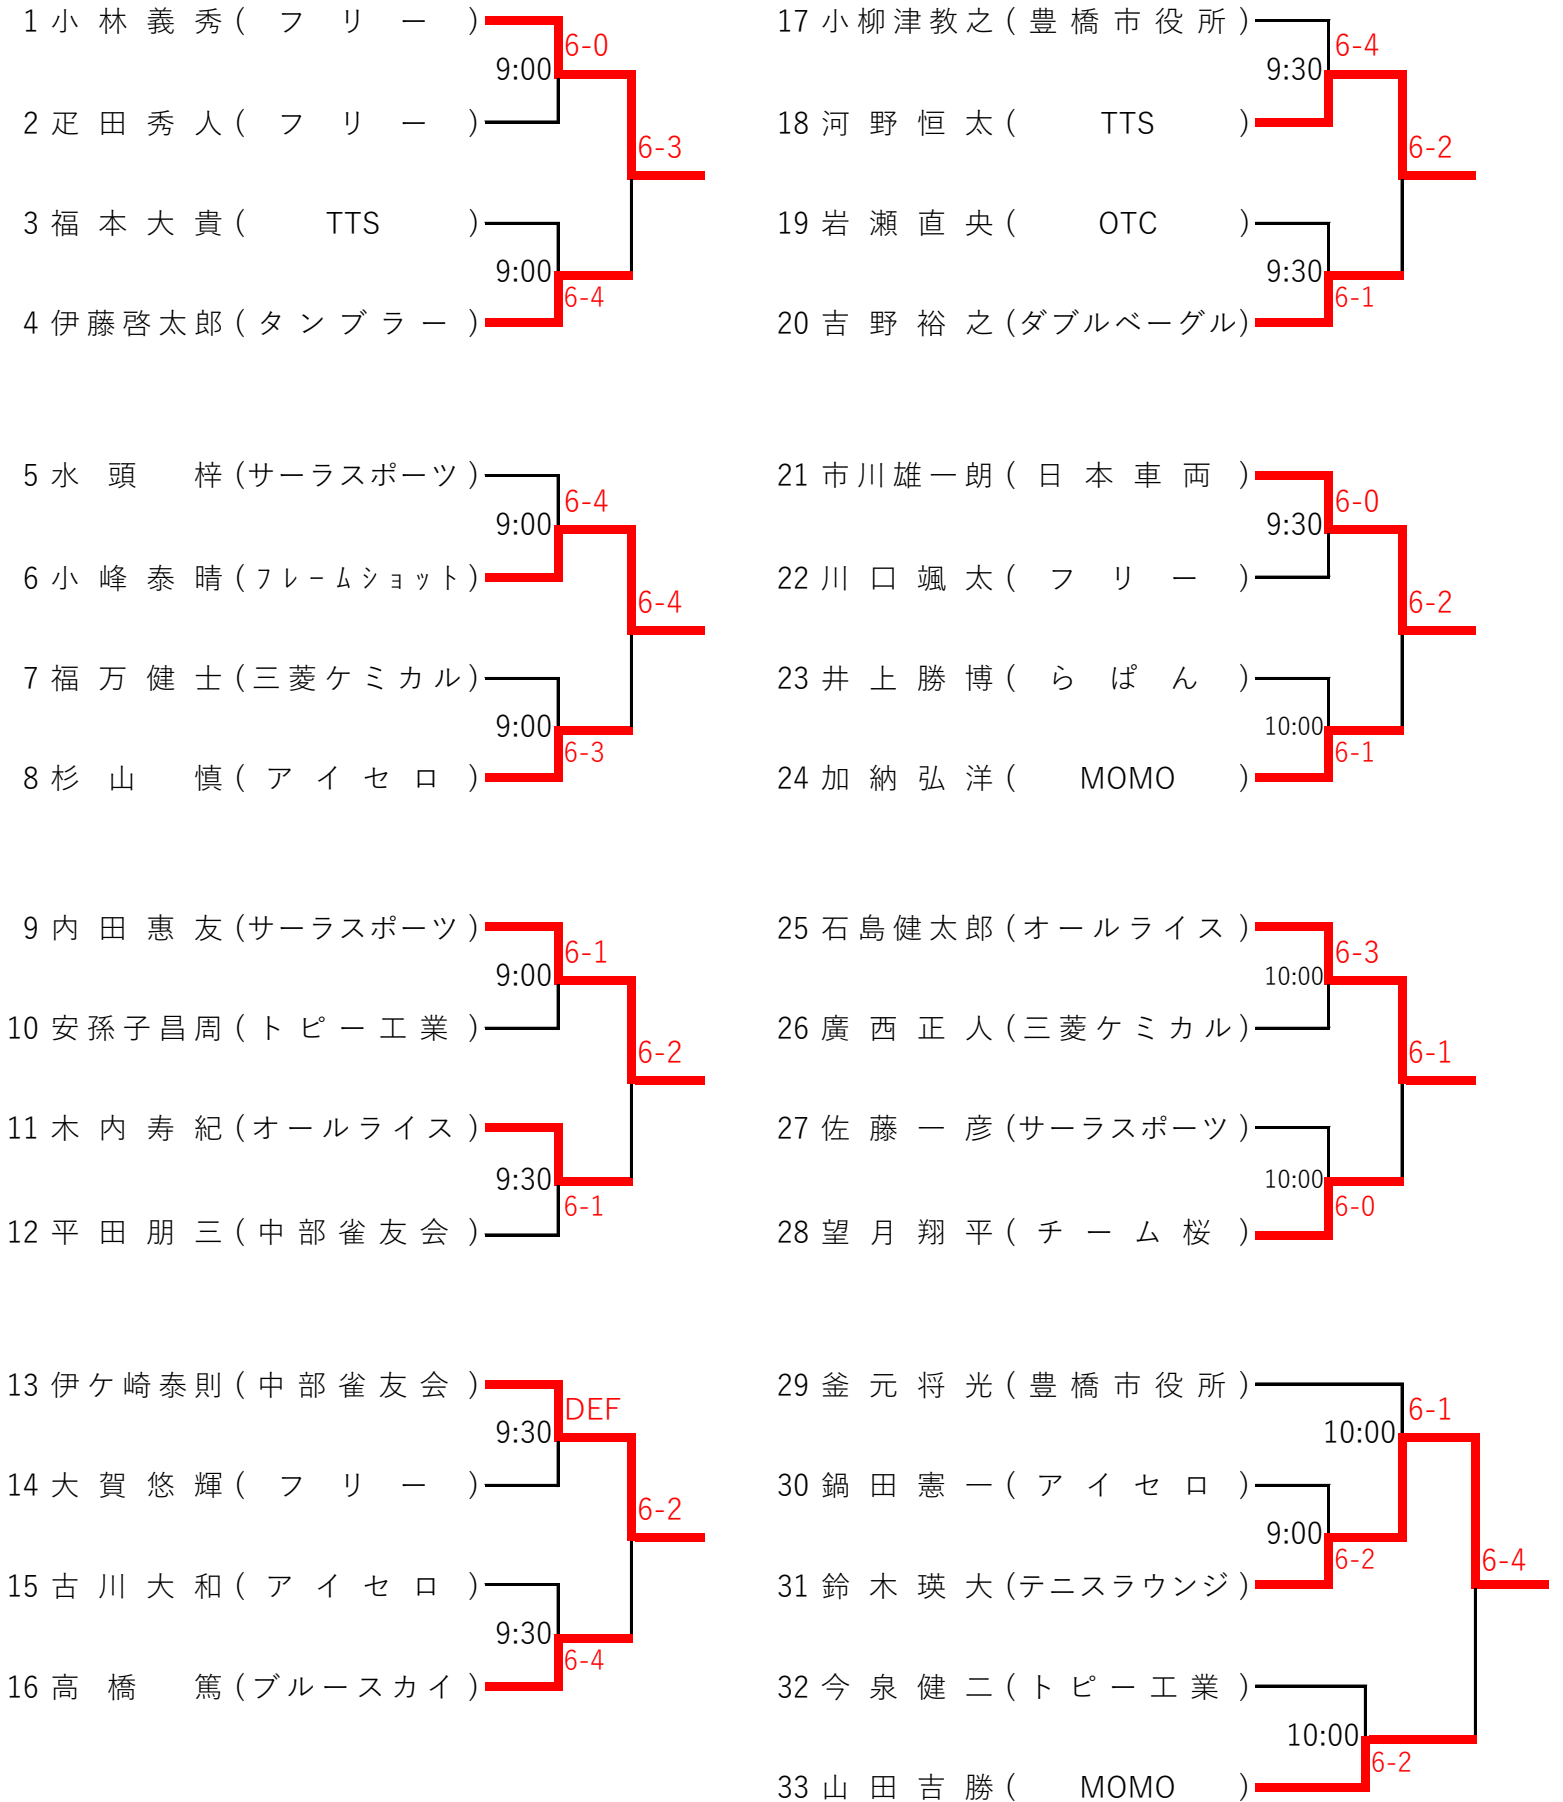 1 小林義秀 ( フリー )
6-0
9:00
2 疋田秀人 ( フリー )
6-3
3 福本大貴 ( TTS )
9:00
6-4
4 伊藤啓太郎 ( タンブラー )
5 水頭 梓 ( サーラスポーツ )
6-4
9:00
6 小峰泰晴 ( ﾌﾚｰﾑｼｮｯﾄ )
6-4
7 福万健士 ( 三菱ケミカル )
9:00
6-3
8 杉山 慎 ( アイセロ )
9 内田惠友 ( サーラスポーツ )
6-1
9:00
10 安孫子昌周 ( トピー工業 )
6-2
11 木内寿紀 ( オールライス )
9:30
6-1
12 平田朋三 ( 中部雀友会 )
13 伊ケ崎泰則 ( 中部雀友会 )
DEF
9:30
14 大賀悠輝 ( フリー )
6-2
15 古川大和 ( アイセロ )
9:30
6-4
16 高橋 篤 ( ブルースカイ )
17 小柳津教之 ( 豊橋市役所 )
6-4
9:30
18 河野恒太 ( TTS )
6-2
19 岩瀬直央 ( OTC )
9:30
6-1
20 吉野裕之 ( ダブルベーグル )
21 市川雄一朗 ( 日本車両 )
6-0
9:30
22 川口颯太 ( フリー )
6-2
23 井上勝博 ( らぱん )
10:00
6-1
24 加納弘洋 ( MOMO )
25 石島健太郎 ( オールライス )
6-3
10:00
26 廣西正人 ( 三菱ケミカル )
6-1
27 佐藤一彦 ( サーラスポーツ )
10:00
6-0
28 望月翔平 ( チーム桜 )
29 釜元将光 ( 豊橋市役所 )
6-1
10:00
30 鍋田憲一 ( アイセロ )
9:00
6-2
6-4
31 鈴木瑛大 ( テニスラウンジ )
32 今泉健二 ( トピー工業 )
10:00
6-2
33 山田吉勝 ( MOMO )